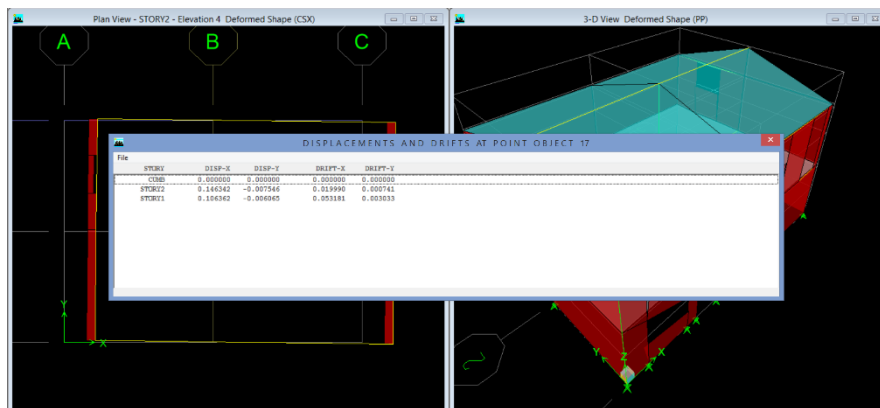 Plan View - STORY2 - Elevation 4 Deformed Shape (CSX)
3-D View Deformed Shape (PP)
A
B
C
DISPLACEMENTS AND DRIFTS AT POINT OBJECT 17
File
STORY DISP-X DISP-Y DRIFT-X DRIFT-Y
CUMB 0.000000 0.000000 0.000000 0.000000
STORY2 0.146342 -0.007546 0.019990 0.000741
STORY1 0.106362 -0.006065 0.053181 0.003033
Y
X
Y
Z
X
X